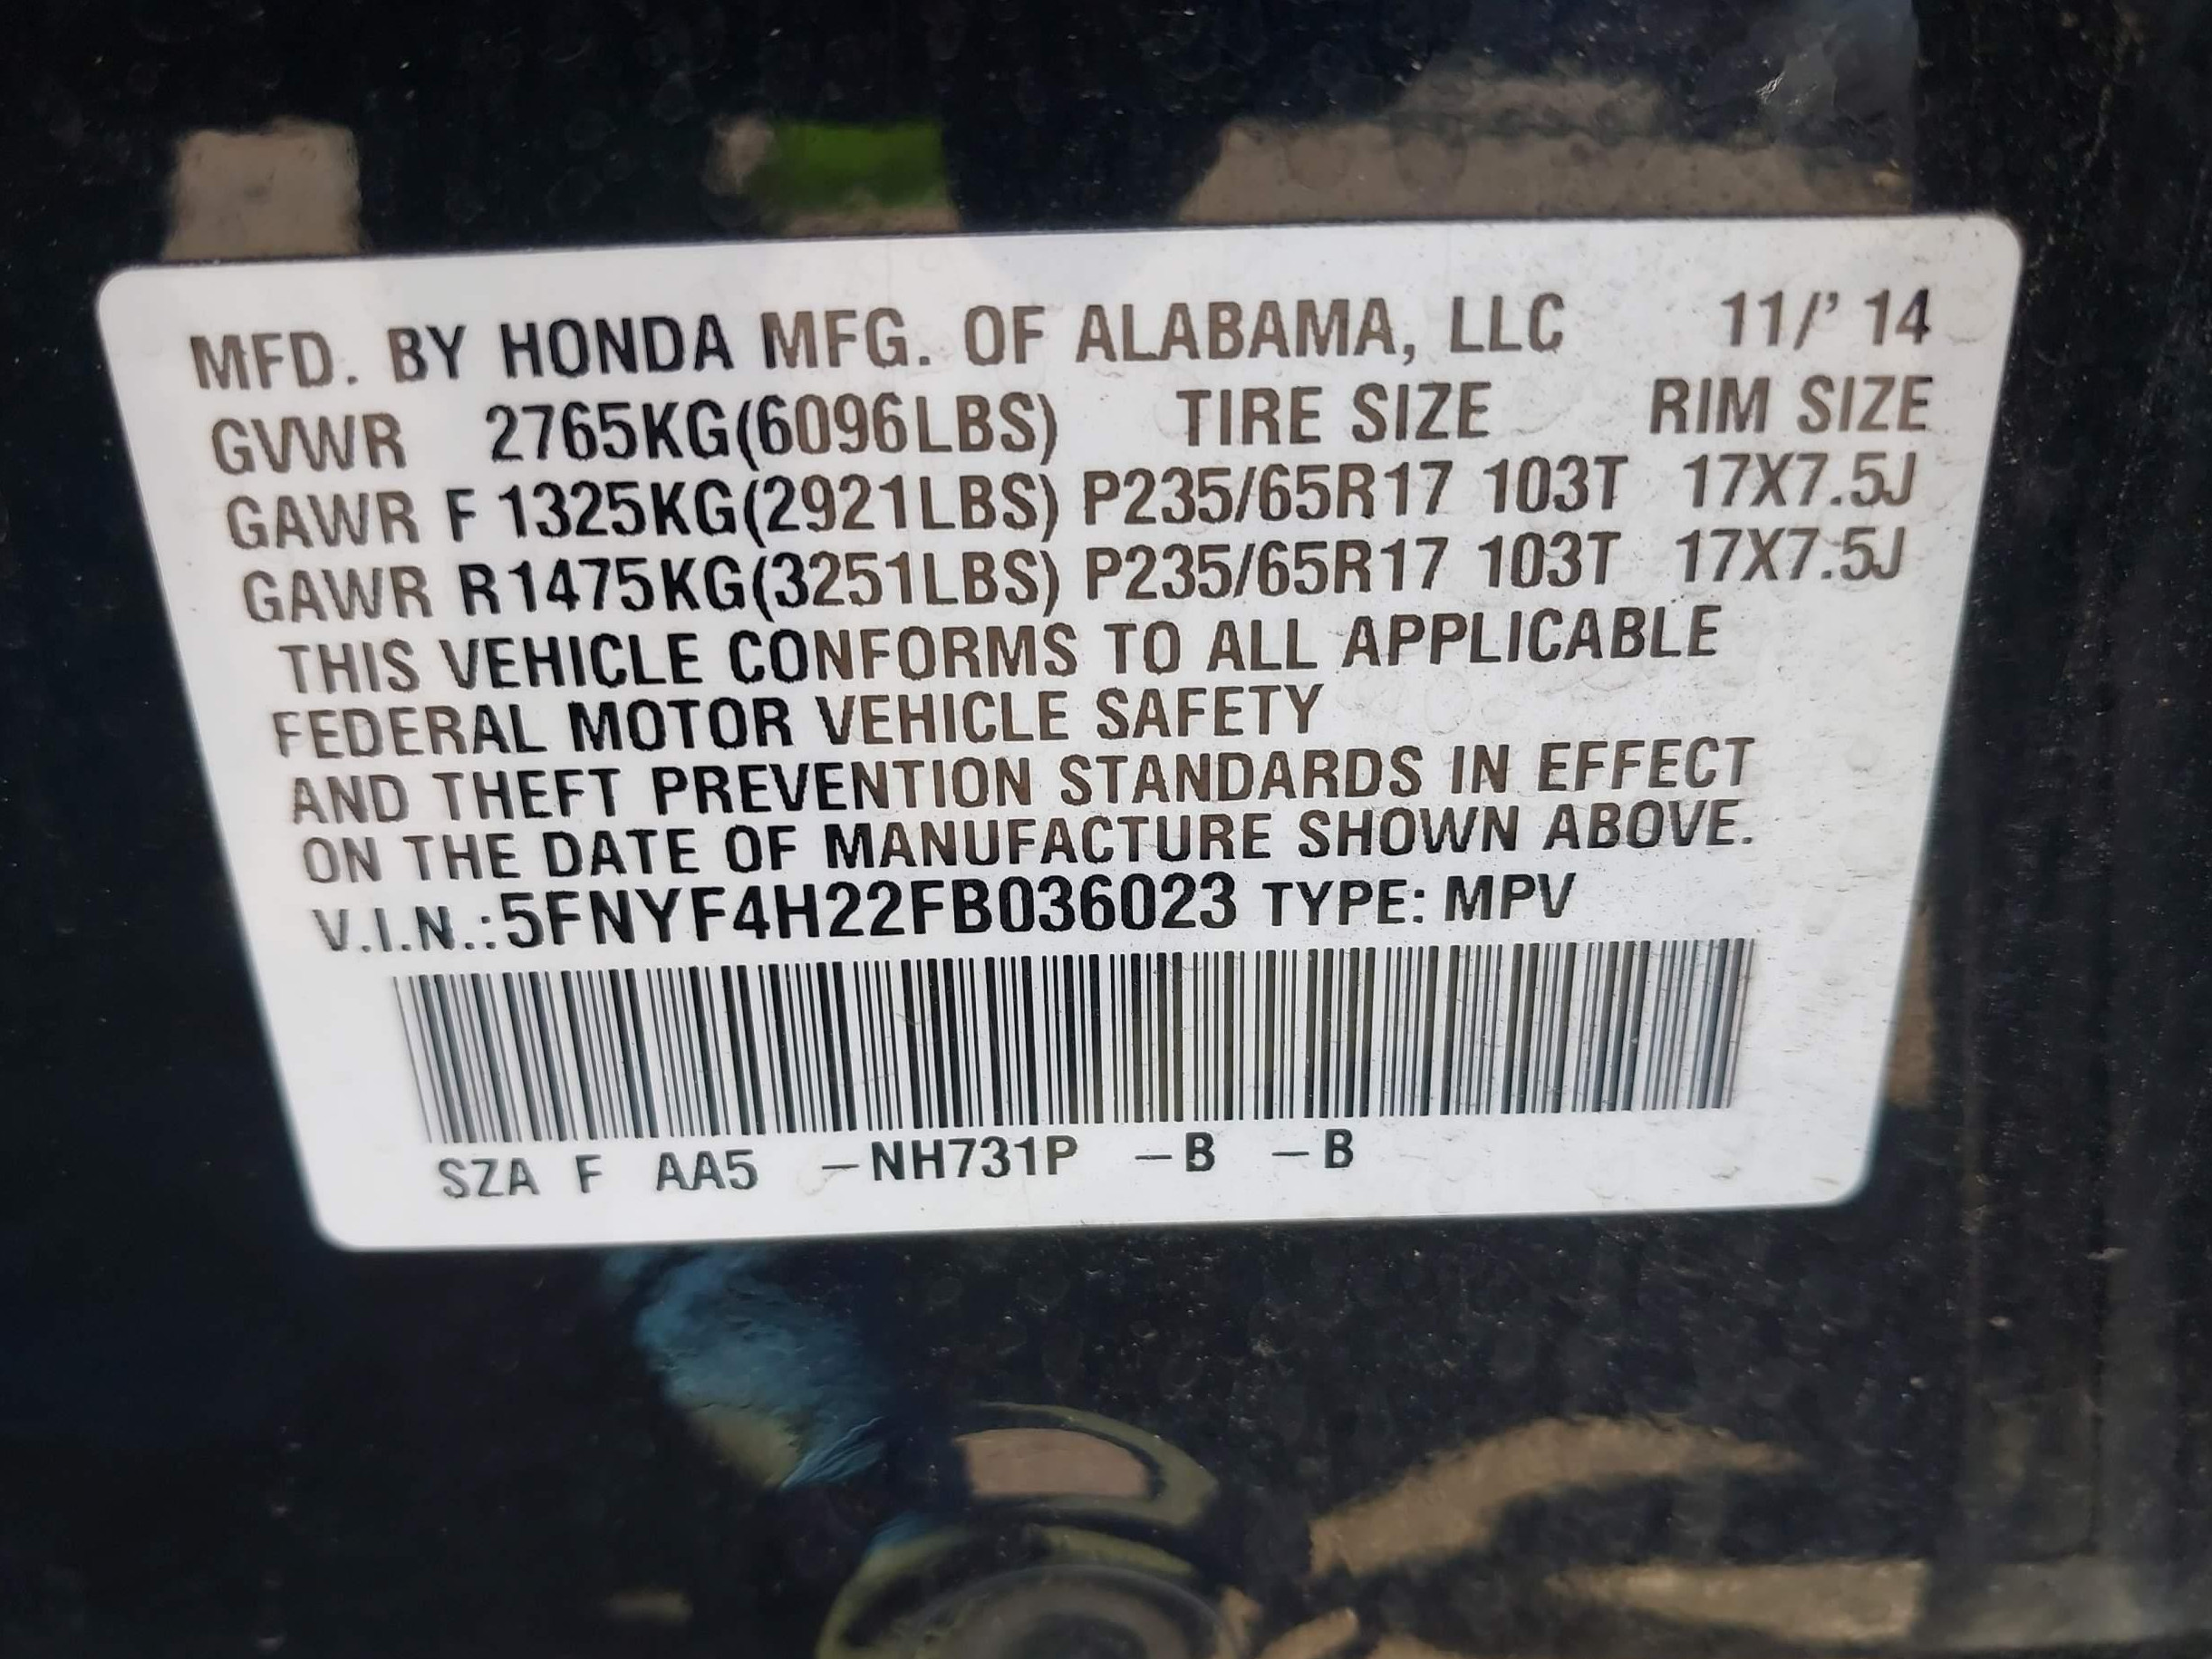 MFD. BY HONDA MFG. OF ALABAMA, LLC 11/' 14
GVWR 2765KG(6096LBS) TIRE SIZE RIM SIZE
GAWR F 1325KG(2921LBS) P235/65R17 103T 17X7.5J
GAWR R1475KG(3251LBS) P235/65R17 103T 17X7.5J
THIS VEHICLE CONFORMS TO ALL APPLICABLE
FEDERAL MOTOR VEHICLE SAFETY
AND THEFT PREVENTION STANDARDS IN EFFECT
ON THE DATE OF MANUFACTURE SHOWN ABOVE.
V.I.N.:5FNYF4H22FB036023 TYPE: MPV
SZA F AA5 -NH731P -B -B